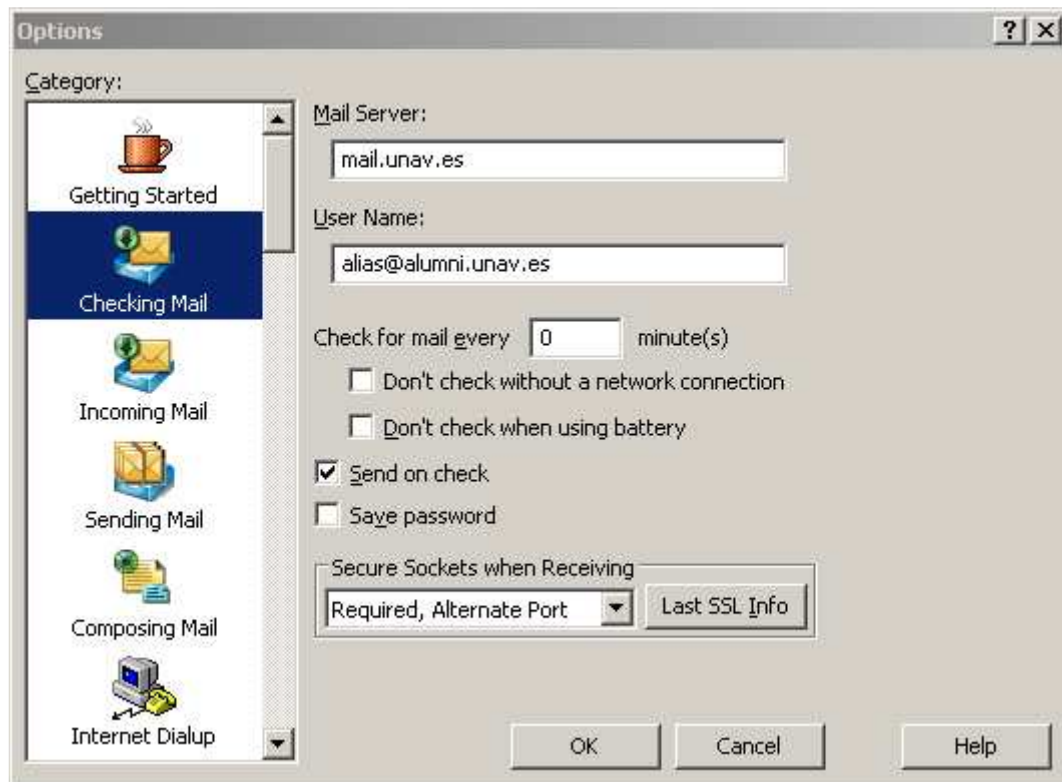 Options
Category:
Getting Started
Checking Mail
Incoming Mail
Sending Mail
Composing Mail
Internet Dialup
Mail Server:
mail.unav.es
User Name:
alias@alumni.unav.es
Check for mail every 0 minute(s)
Don't check without a network connection
Don't check when using battery
Send on check
Save password
Secure Sockets when Receiving
Required, Alternate Port Last SSL Info
OK Cancel Help